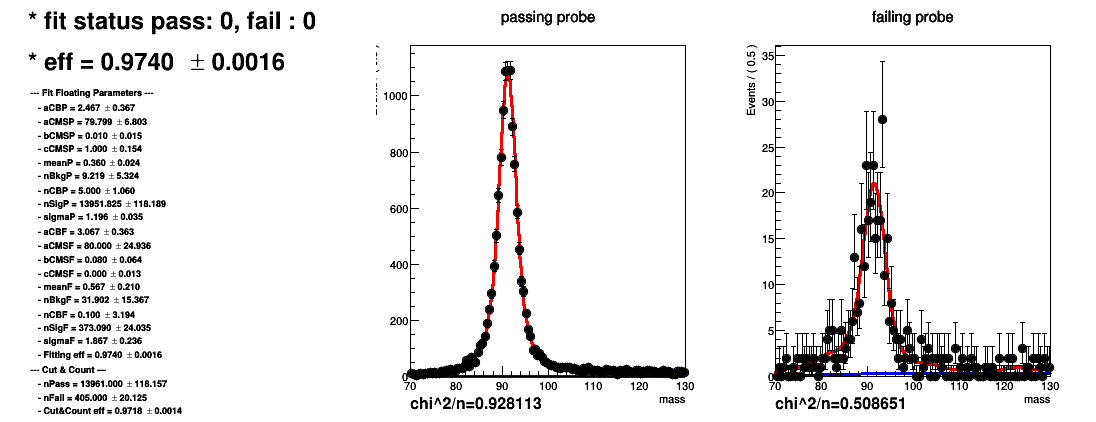 * fit status pass: 0, fail : 0
* eff = 0.9740 ± 0.0016
--- Fit Floating Parameters ---
- aCBP = 2.467 ± 0.367
- aCMSP = 79.799 ± 6.803
- bCMSP = 0.010 ± 0.015
- cCMSP = 1.000 ± 0.154
- meanP = 0.360 ± 0.024
- nBkgP = 9.219 ± 5.324
- nCBP = 5.000 ± 1.060
- nSigP = 13951.825 ± 118.189
- sigmaP = 1.196 ± 0.035
- aCBF = 3.067 ± 0.363
- aCMSF = 80.000 ± 24.936
- bCMSF = 0.080 ± 0.064
- cCMSF = 0.000 ± 0.013
- meanF = 0.567 ± 0.210
- nBkgF = 31.902 ± 15.367
- nCBF = 0.100 ± 3.194
- nSigF = 373.090 ± 24.035
- sigmaF = 1.867 ± 0.236
- Fitting eff = 0.9740 ± 0.0016
--- Cut & Count ---
- nPass = 13961.000 ± 118.157
- nFail = 405.000 ± 20.125
- Cut&Count eff = 0.9718 ± 0.0014
passing probe
1000
800
600
400
200
0
70 80 90 100 110 120 130
mass
chi^2/n=0.928113
failing probe
Events / ( 0.5 )
35
30
25
20
15
10
5
0
70 80 90 100 110 120 130
mass
chi^2/n=0.508651